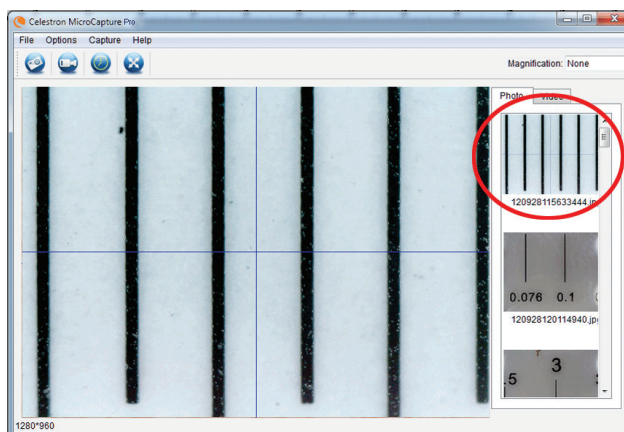 Celestron MicroCapture Pro
File Options Capture Help
Magnification: None
Photo Video
120928115633444.jpg
0.076 0.1
120928120114940.jpg
.5 3
1280*960